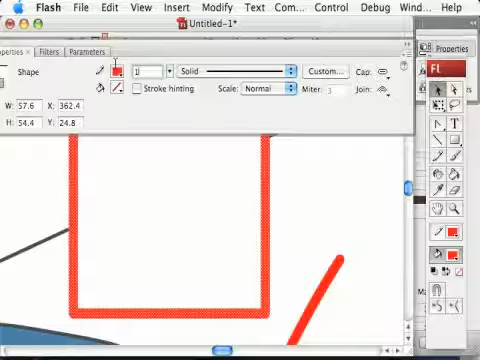 Flash File Edit View Insert Modify Text Com... Control Debug Wind... Help
Untitled-1*
Filters Parameters
Shape 1 Solid Custom... Cap:
Stroke hinting Scale: Normal Miter: 3 Join:
W: 57.6 X: 362.4
H: 54.4 Y: 24.8
Properties
Fl